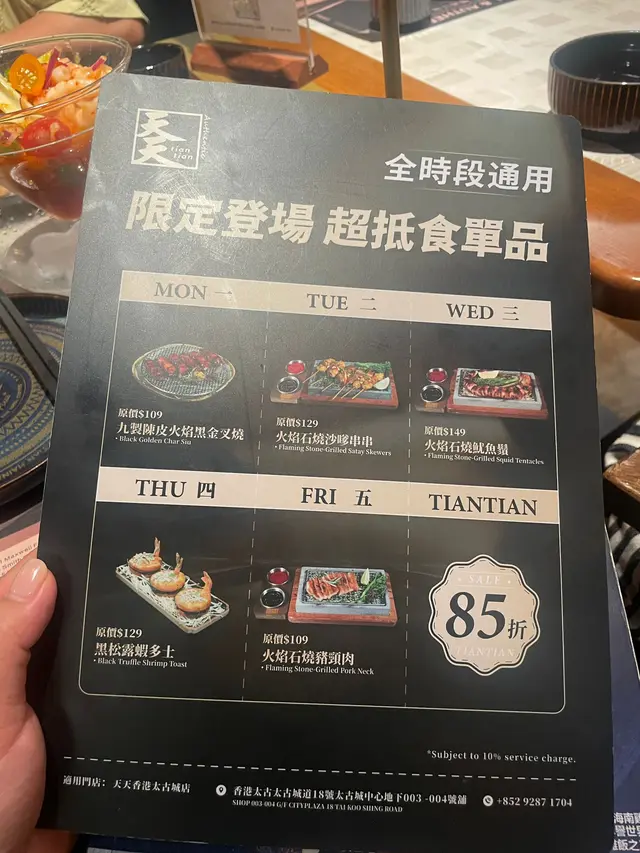 天天
tian
tian
全時段通用
限定登場 超抵食單品
MON 一
TUE 二
WED 三
原價$109
九製陳皮火焰黑金叉燒
• Black Golden Char Siu
原價$129
火焰石燒沙嗲串串
• Flaming Stone-Grilled Satay Skewers
原價$149
火焰石燒魷魚鬚
• Flaming Stone-Grilled Squid Tentacles
THU 四
FRI 五
TIANTIAN
原價$129
黑松露蝦多士
• Black Truffle Shrimp Toast
原價$109
火焰石燒豬頸肉
• Flaming Stone-Grilled Pork Neck
SALE
85折
TIANTIAN
*Subject to 10% service charge.
適用門店： 天天香港太古城店
香港太古太古城道18號太古城中心地下003 -004號舖
SHOP 003-004 G/F CITYPLAZA 18 TAI KOO SHING ROAD
+852 9287 1704
海南雞